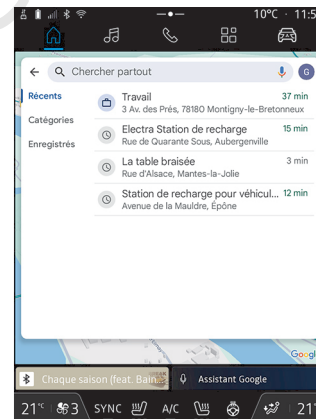 10°C · 11:5
Chercher partout
G
Récents
Catégories
Enregistrés
Travail 37 min
3 Av. des Prés, 78180 Montigny-le-Bretonneux
Electra Station de recharge 15 min
Rue de Quarante Sous, Aubergenville
La table braisée 3 min
Rue d'Alsace, Mantes-la-Jolie
Station de recharge pour véhicul... 12 min
Avenue de la Mauldre, Épône
Googl
Chaque saison (feat. Bain
Assistant Google
21°C 3 SYNC A/C 21°